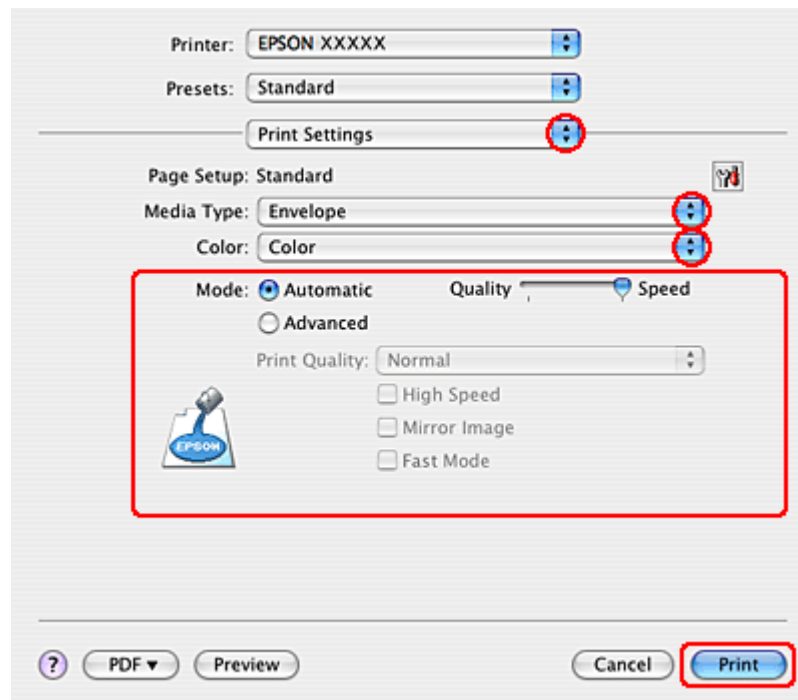 Printer: EPSON XXXXX
Presets: Standard
Print Settings
Page Setup: Standard
Media Type: Envelope
Color: Color
Mode: Automatic Quality Speed
Advanced
Print Quality: Normal
High Speed
Mirror Image
Fast Mode
EPSON
? PDF▼ Preview Cancel Print